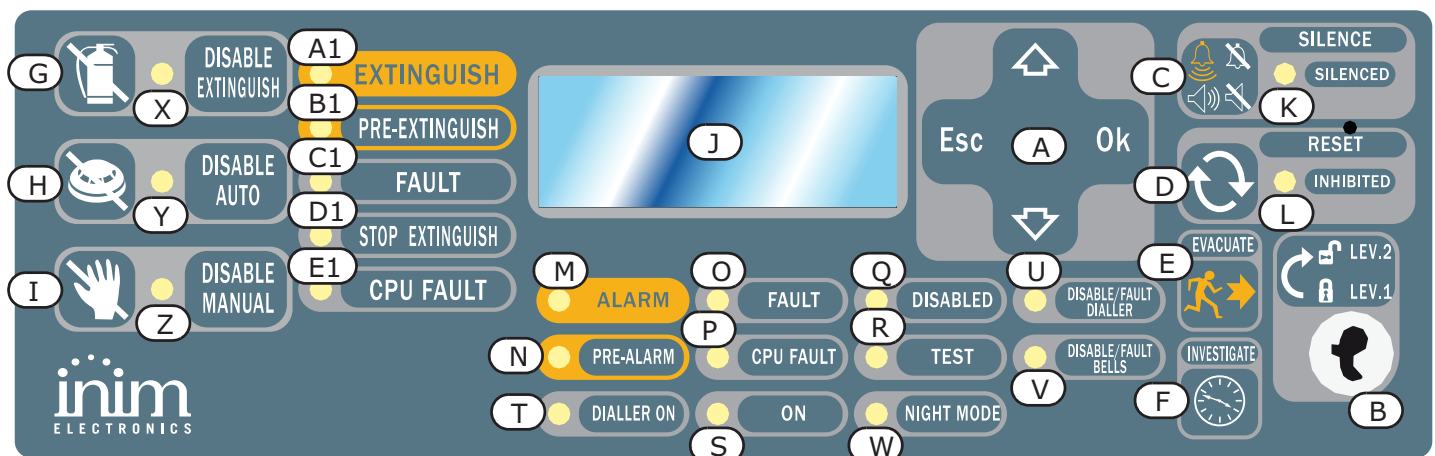 G
X
DISABLE
EXTINGUISH
H
Y
DISABLE
AUTO
I
Z
DISABLE
MANUAL
inim
ELECTRONICS
A1
EXTINGUISH
B1
PRE-EXTINGUISH
C1
FAULT
D1
STOP EXTINGUISH
E1
CPU FAULT
J
Esc
A
Ok
M
ALARM
O
FAULT
Q
DISABLED
U
DISABLE/FAULT
DIALLER
N
PRE-ALARM
P
CPU FAULT
R
TEST
V
DISABLE/FAULT
BELLS
T
DIALLER ON
S
ON
W
NIGHT MODE
C
SILENCE
SILENCED
K
D
RESET
INHIBITED
L
E
EVACUATE
INVESTIGATE
F
LEV.2
LEV.1
B